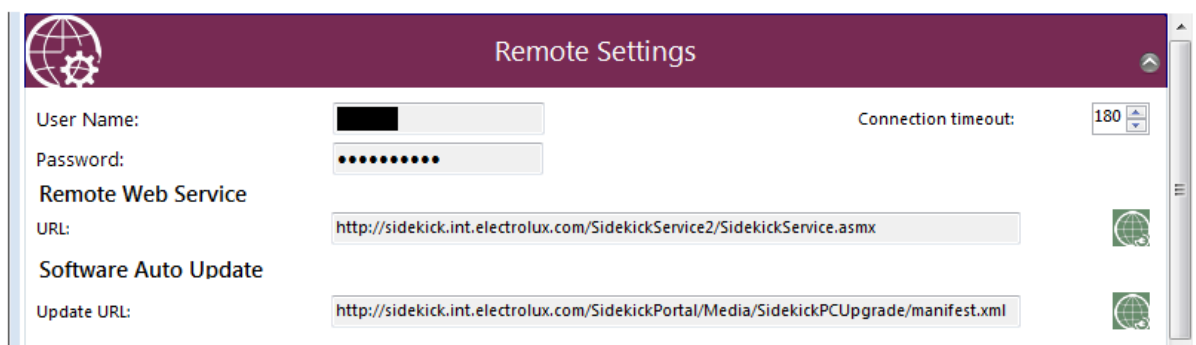 Remote Settings
User Name:
Connection timeout: 180
Password: ••••••••••
Remote Web Service
URL: http://sidekick.int.electrolux.com/SidekickService2/SidekickService.asmx
Software Auto Update
Update URL: http://sidekick.int.electrolux.com/SidekickPortal/Media/SidekickPCUpgrade/manifest.xml